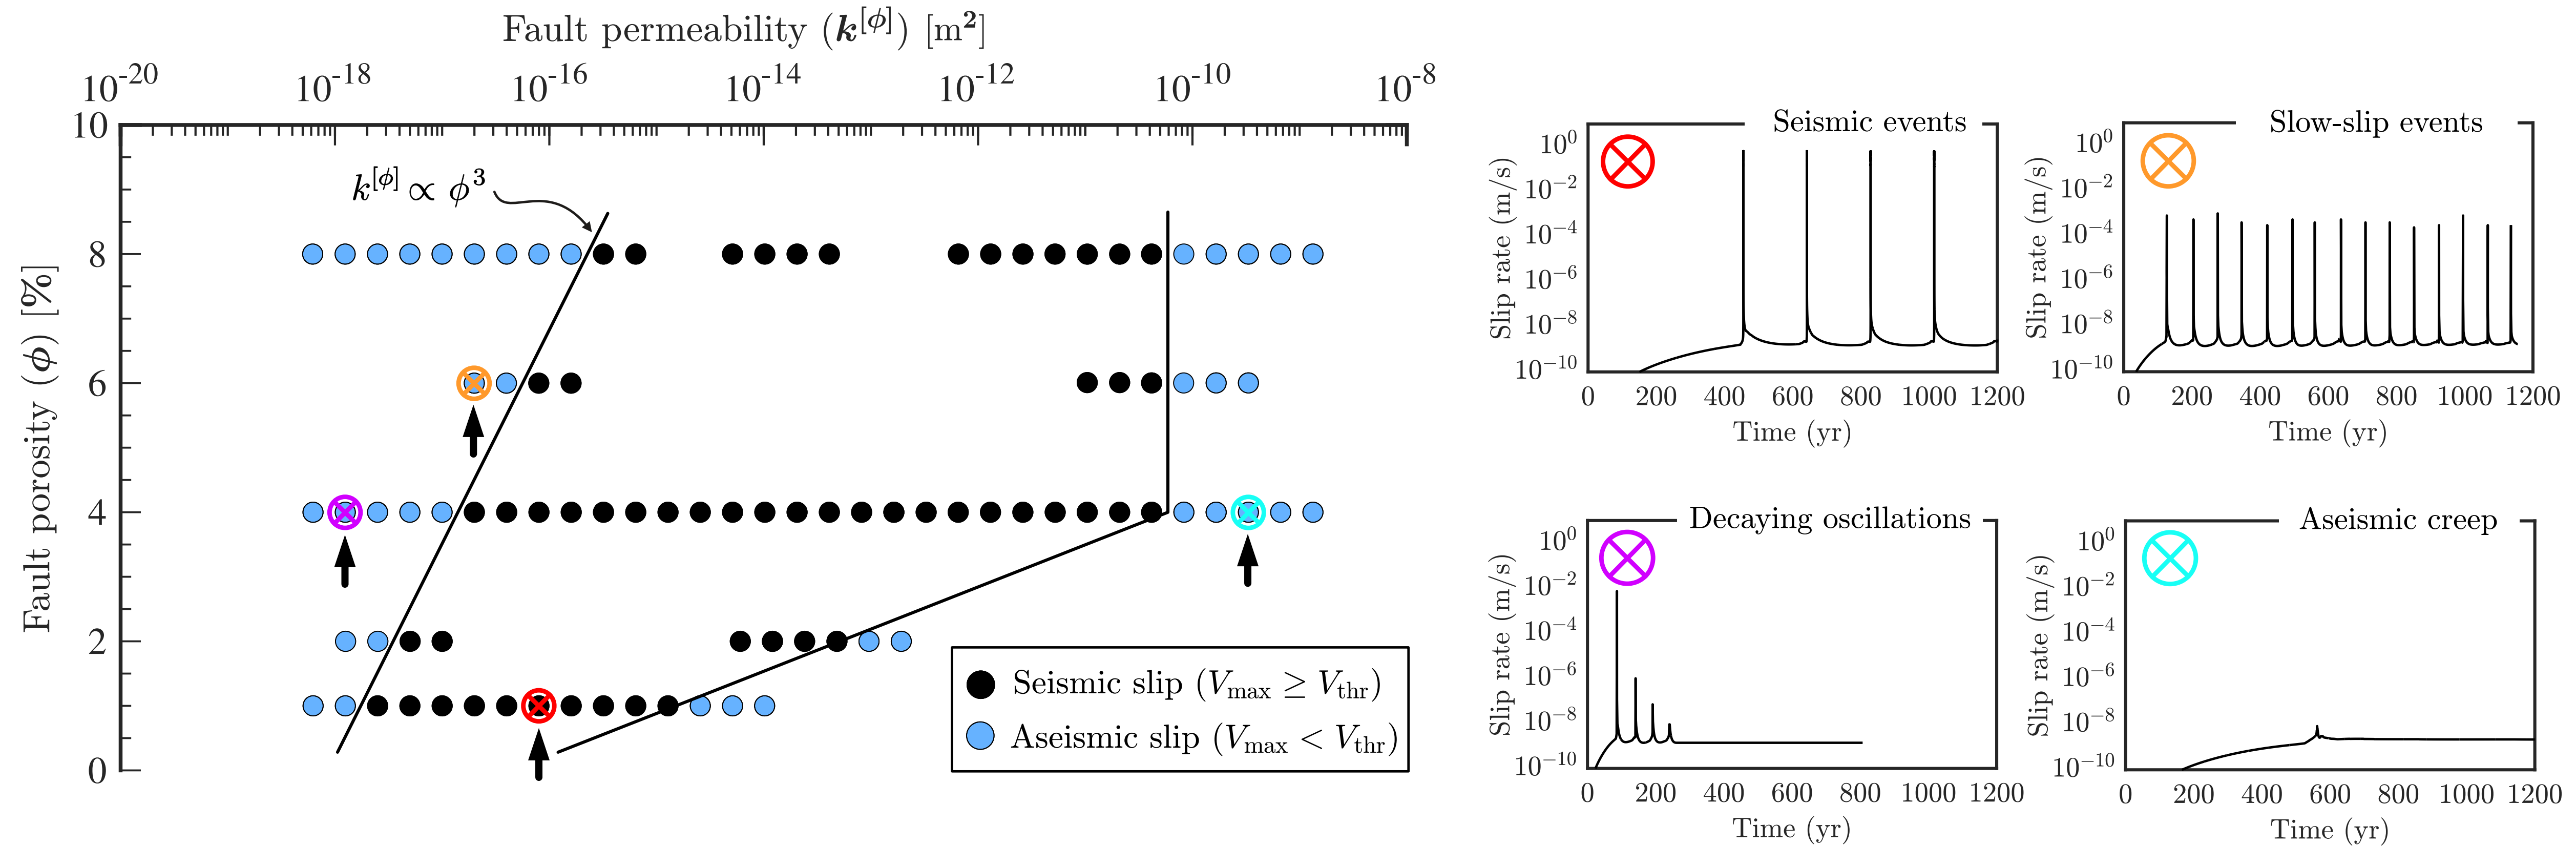 Fault permeability (k^[ϕ]) [m²]
10^-20 10^-18 10^-16 10^-14 10^-12 10^-10 10^-8
Fault porosity (ϕ) [%]
10
8
6
4
2
0
k^[ϕ] ∝ ϕ³
Seismic slip (V_max ≥ V_thr)
Aseismic slip (V_max < V_thr)
Seismic events
Slip rate (m/s)
10^0
10^-2
10^-4
10^-6
10^-8
10^-10
0 200 400 600 800 1000 1200
Time (yr)
Slow-slip events
Slip rate (m/s)
10^0
10^-2
10^-4
10^-6
10^-8
10^-10
0 200 400 600 800 1000 1200
Time (yr)
Decaying oscillations
Slip rate (m/s)
10^0
10^-2
10^-4
10^-6
10^-8
10^-10
0 200 400 600 800 1000 1200
Time (yr)
Aseismic creep
Slip rate (m/s)
10^0
10^-2
10^-4
10^-6
10^-8
10^-10
0 200 400 600 800 1000 1200
Time (yr)